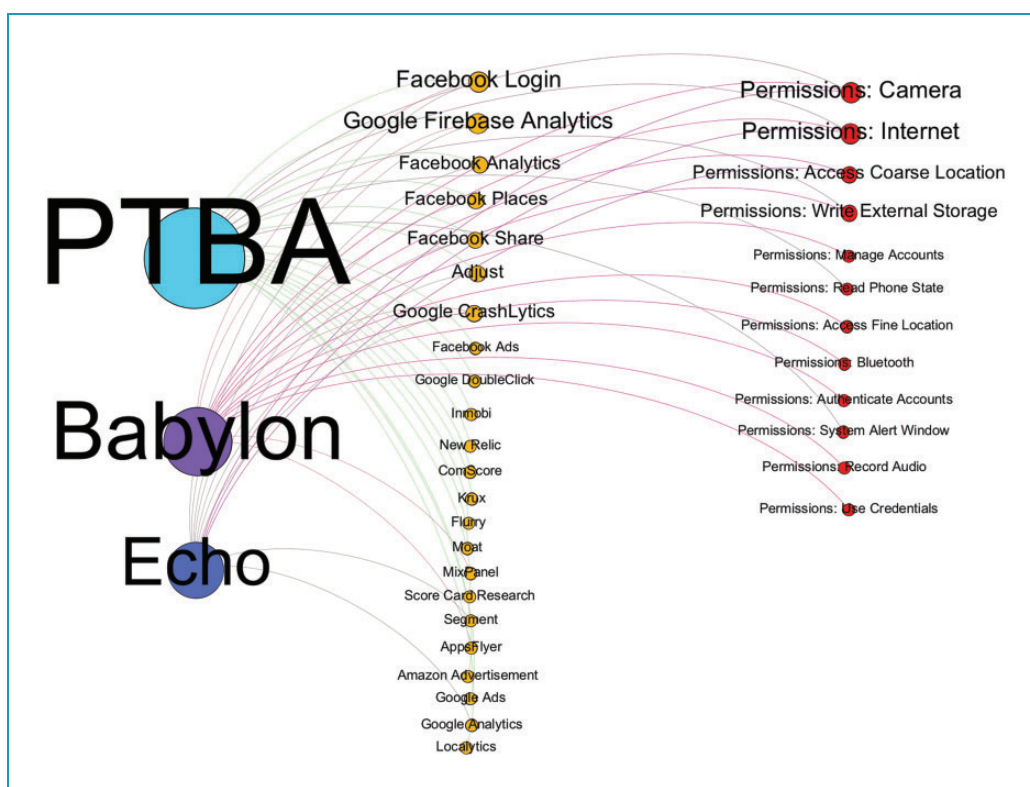 PTBA
Babylon
Echo
Facebook Login
Google Firebase Analytics
Facebook Analytics
Facebook Places
Facebook Share
Adjust
Google CrashLytics
Facebook Ads
Google DoubleClick
Inmobi
New Relic
ComScore
Krux
Flurry
Moat
MixPanel
Score Card Research
Segment
AppsFlyer
Amazon Advertisement
Google Ads
Google Analytics
Localytics
Permissions: Camera
Permissions: Internet
Permissions: Access Coarse Location
Permissions: Write External Storage
Permissions: Manage Accounts
Permissions: Read Phone State
Permissions: Access Fine Location
Permissions: Bluetooth
Permissions: Authenticate Accounts
Permissions: System Alert Window
Permissions: Record Audio
Permissions: Use Credentials